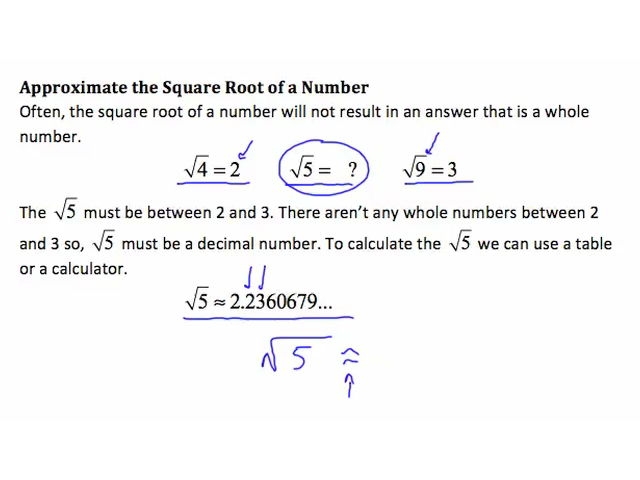 Approximate the Square Root of a Number
Often, the square root of a number will not result in an answer that is a whole
number.
√4 = 2 √5 = ? √9 = 3
The √5 must be between 2 and 3. There aren't any whole numbers between 2
and 3 so, √5 must be a decimal number. To calculate the √5 we can use a table
or a calculator.
√5 ≈ 2.2360679...
√5 ≈